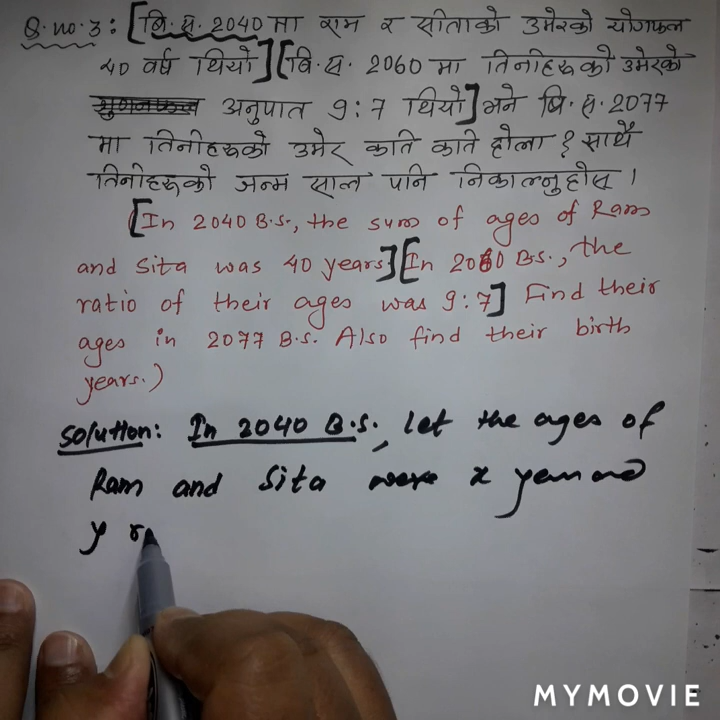 Q.no.3: [बि.स. 2040 मा राम र सीताको उमेरको योगफल
40 वर्ष थियो] [बि.स. 2060 मा तिनीहरूको उमेरको
अनुपात 9:7 थियो] भने बि.स. 2077
मा तिनीहरूको उमेर कति कति होला ? साथै
तिनीहरूको जन्म साल पनि निकाल्नुहोस् ।
([In 2040 B.S., the sum of ages of Ram
and Sita was 40 years] [In 2060 B.S., the
ratio of their ages was 9:7] Find their
ages in 2077 B.S. Also find their birth
years.)
Solution: In 2040 B.S., let the ages of
Ram and Sita were x years and
y
MYMOVIE